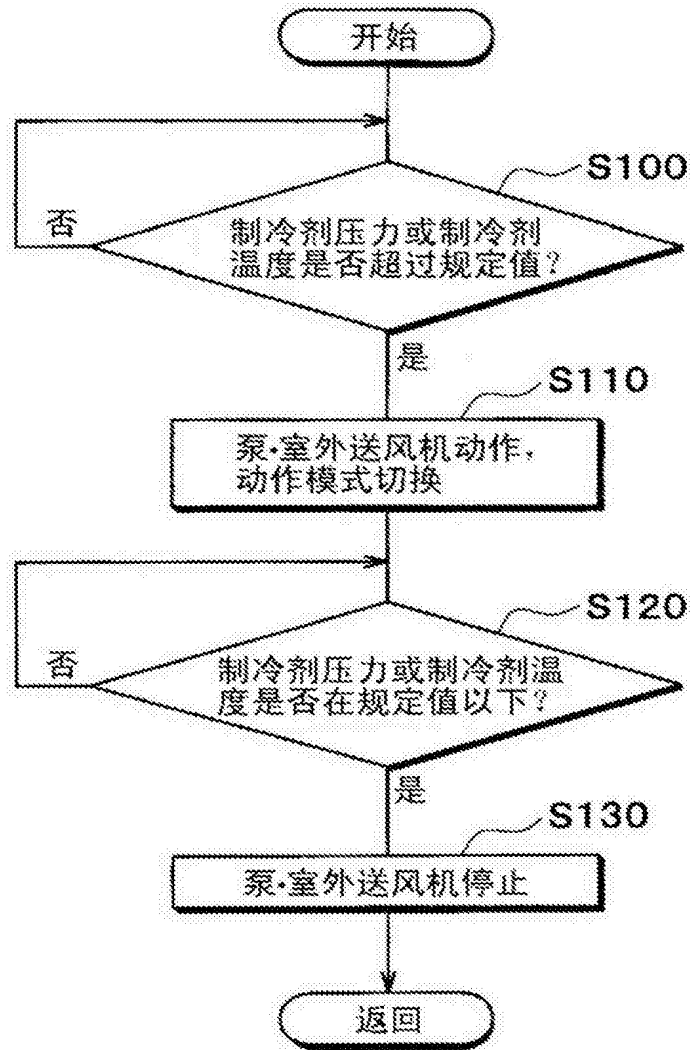 开始
S100
否
制冷剂压力或制冷剂
温度是否超过规定值？
是
S110
泵·室外送风机动作，
动作模式切换
S120
否
制冷剂压力或制冷剂温
度是否在规定值以下？
是
S130
泵·室外送风机停止
返回